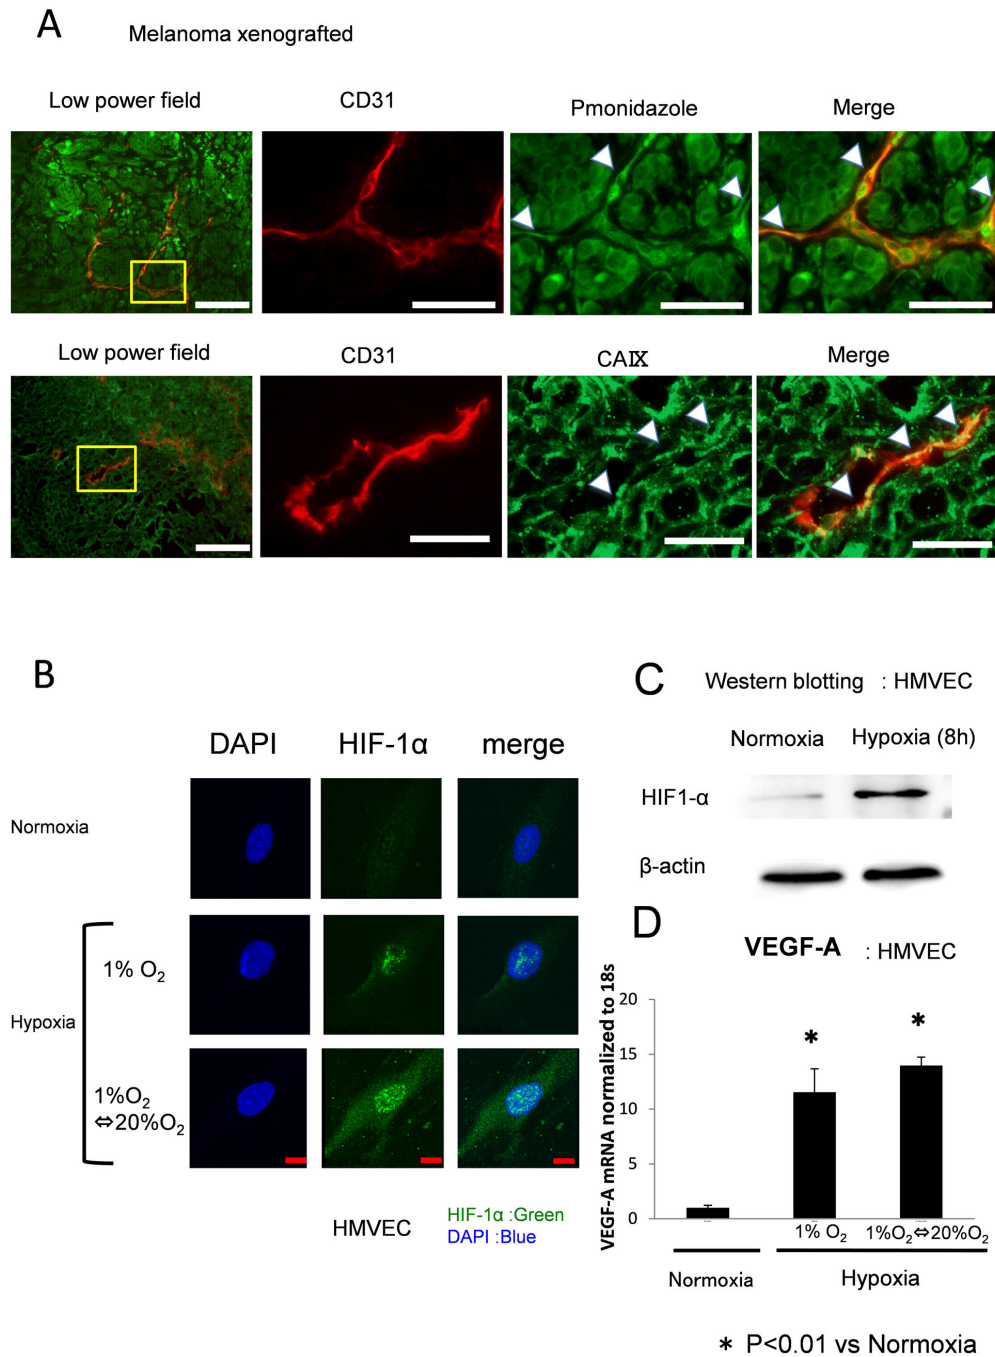 A
Melanoma xenografted
Low power field
CD31
Pmonidazole
Merge
Low power field
CD31
CAⅨ
Merge
B
DAPI
HIF-1α
merge
Normoxia
Hypoxia
1% O₂
1%O₂
⇔20%O₂
HMVEC
HIF-1α :Green
DAPI :Blue
C
Western blotting : HMVEC
Normoxia
Hypoxia (8h)
HIF1-α
β-actin
D
VEGF-A : HMVEC
VEGF-A mRNA normalized to 18s
20
15
10
5
0
*
*
1% O₂
1%O₂⇔20%O₂
Normoxia
Hypoxia
* P<0.01 vs Normoxia